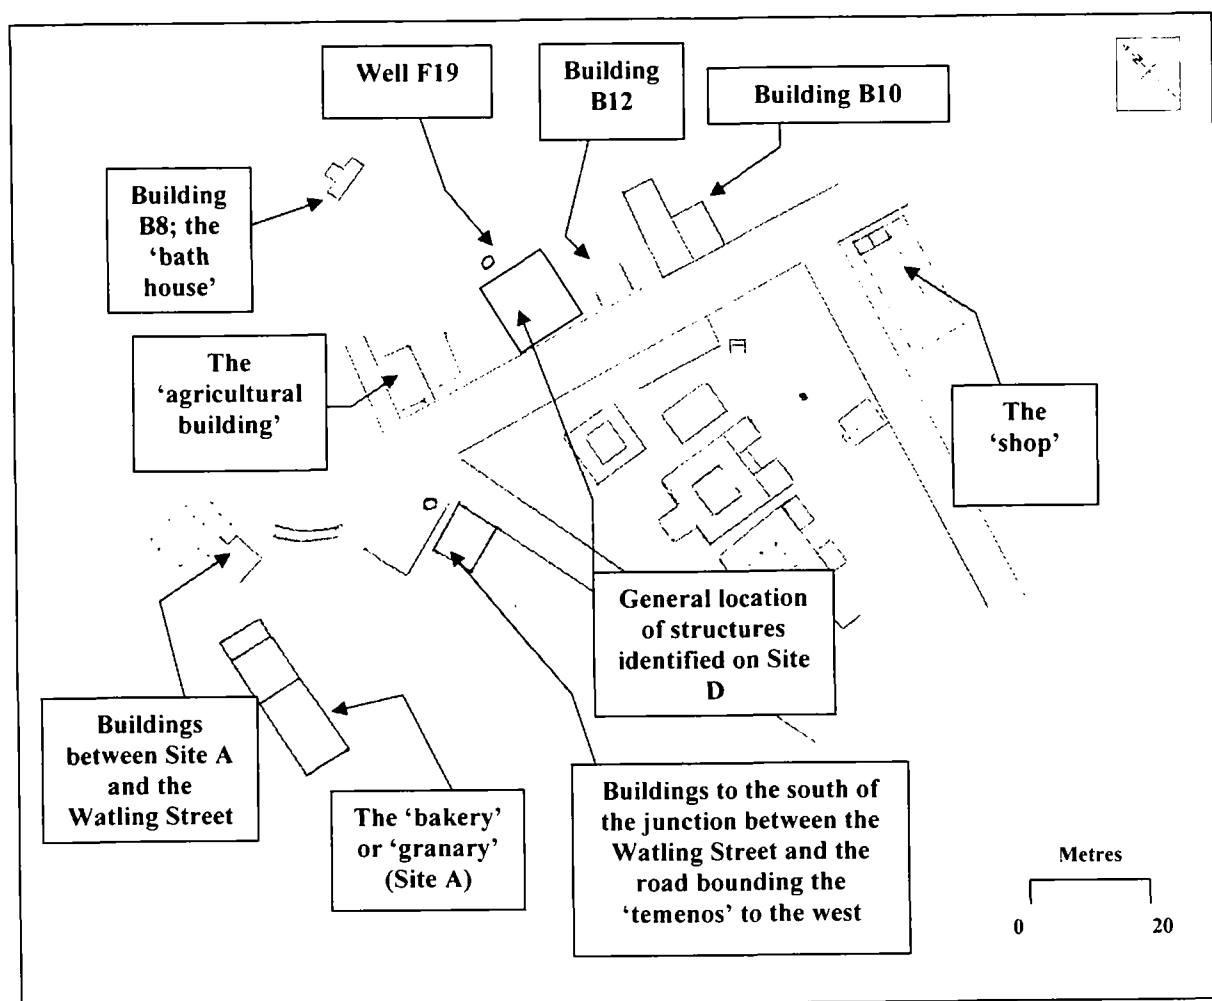 Well F19
Building
B12
Building B10
N
Building
B8; the
‘bath
house’
The
‘agricultural
building’
The
‘shop’
General location
of structures
identified on Site
D
Buildings
between Site A
and the
Watling Street
The ‘bakery’
or ‘granary’
(Site A)
Buildings to the south of
the junction between the
Watling Street and the
road bounding the
‘temenos’ to the west
Metres
0 20